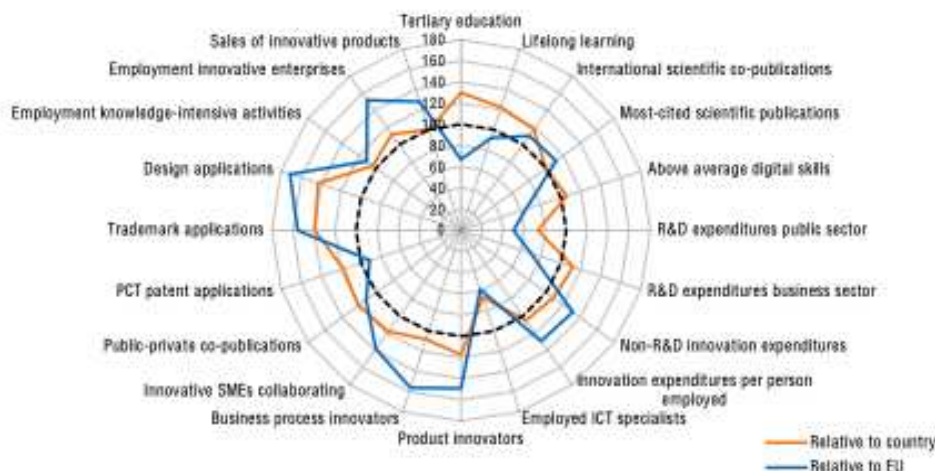 Tertiary education
180
160
140
120
100
80
60
40
20
0
Lifelong learning
International scientific co-publications
Most-cited scientific publications
Above average digital skills
R&D expenditures public sector
R&D expenditures business sector
Non-R&D innovation expenditures
Innovation expenditures per person
employed
Employed ICT specialists
Product innovators
Business process innovators
Innovative SMEs collaborating
Public-private co-publications
PCT patent applications
Trademark applications
Design applications
Employment knowledge-intensive activities
Employment innovative enterprises
Sales of innovative products
Relative to country
Relative to EU